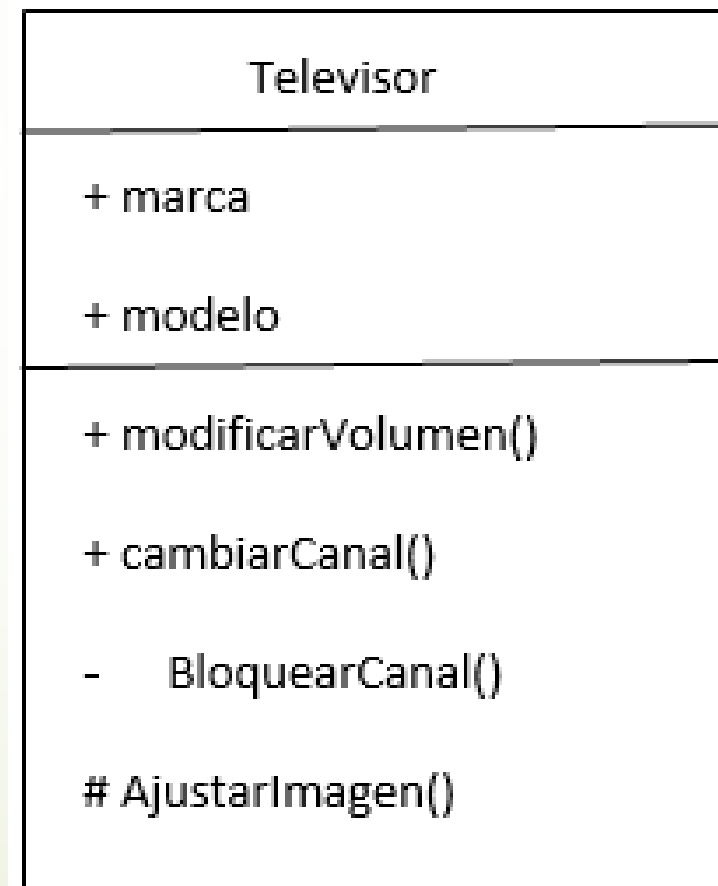 Televisor
+ marca
+ modelo
+ modificarVolumen()
+ cambiarCanal()
- BloquearCanal()
# AjustarImagen()